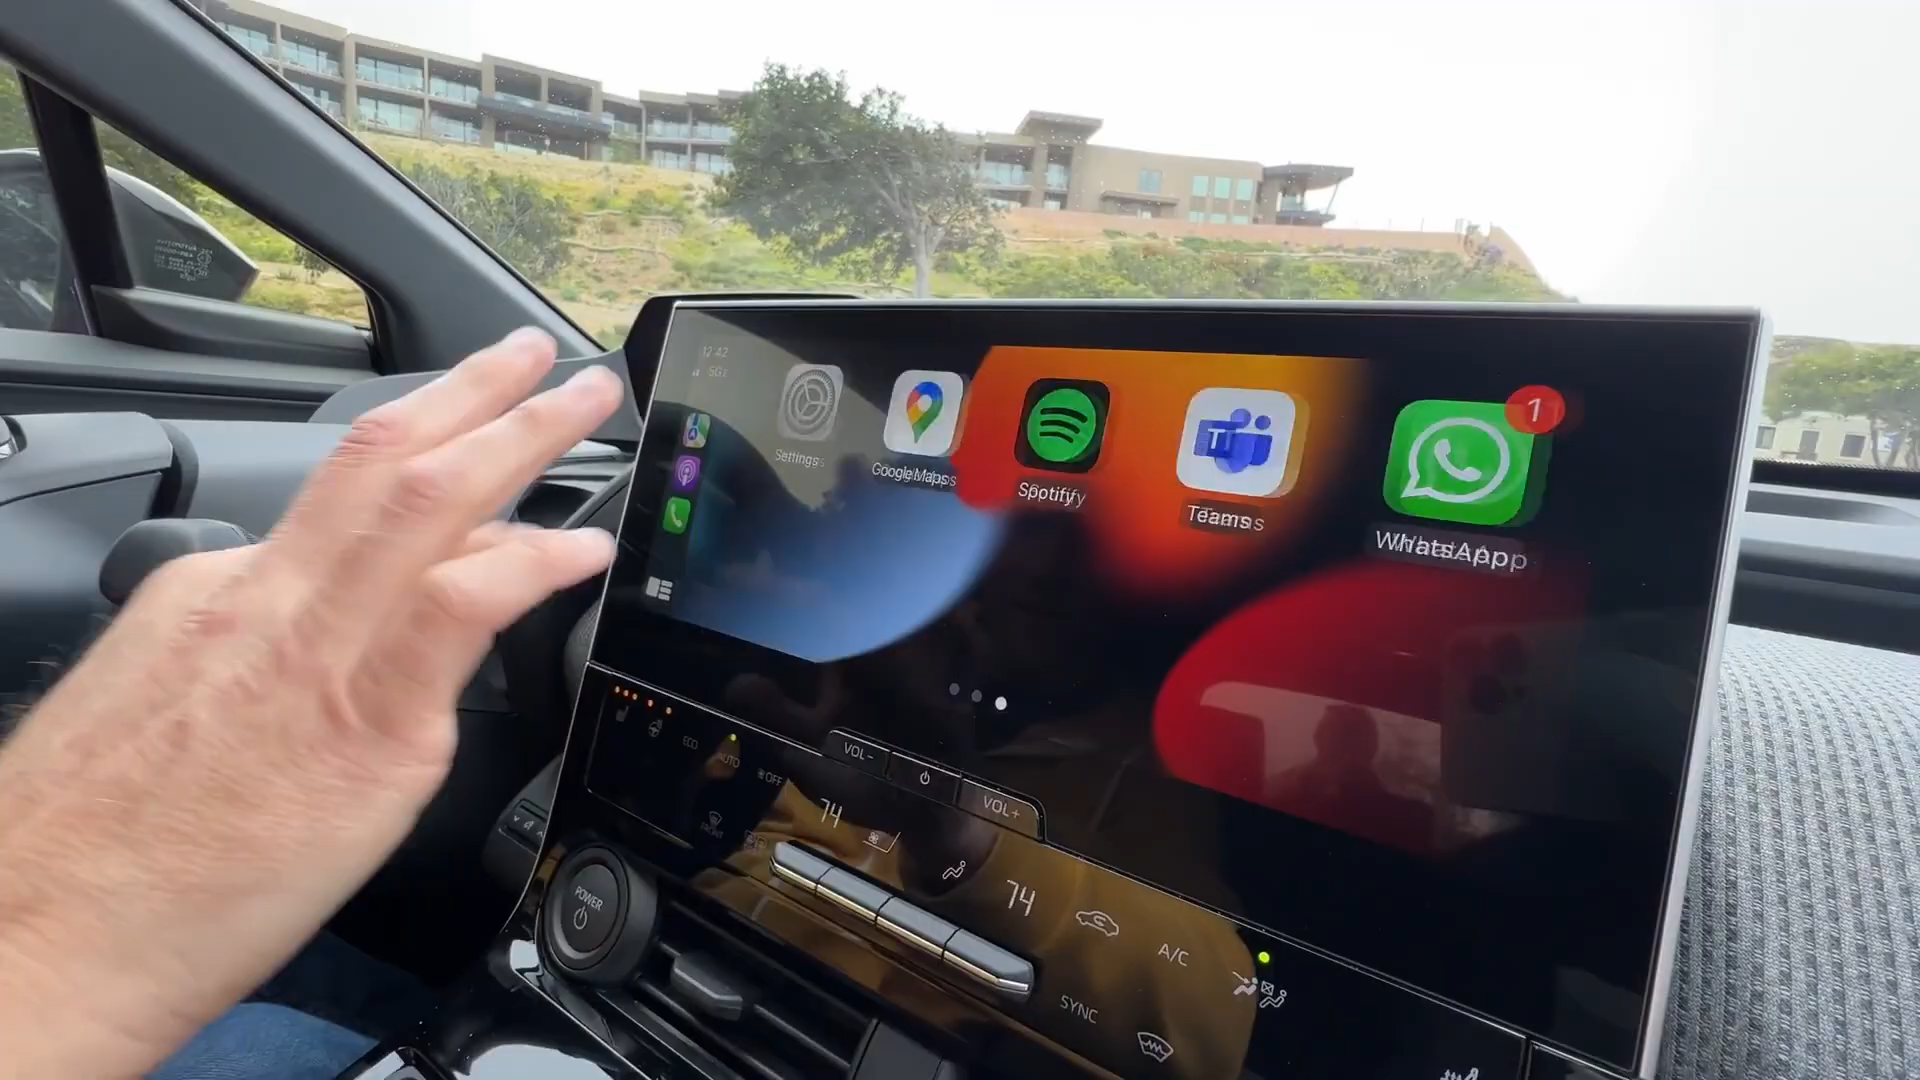 12:42
5G
Settings
Google Maps
Spotify
Teams
T
WhatsApp
1
VOL-
VOL+
ECO
AUTO
OFF
FRONT
74
74
A/C
SYNC
POWER